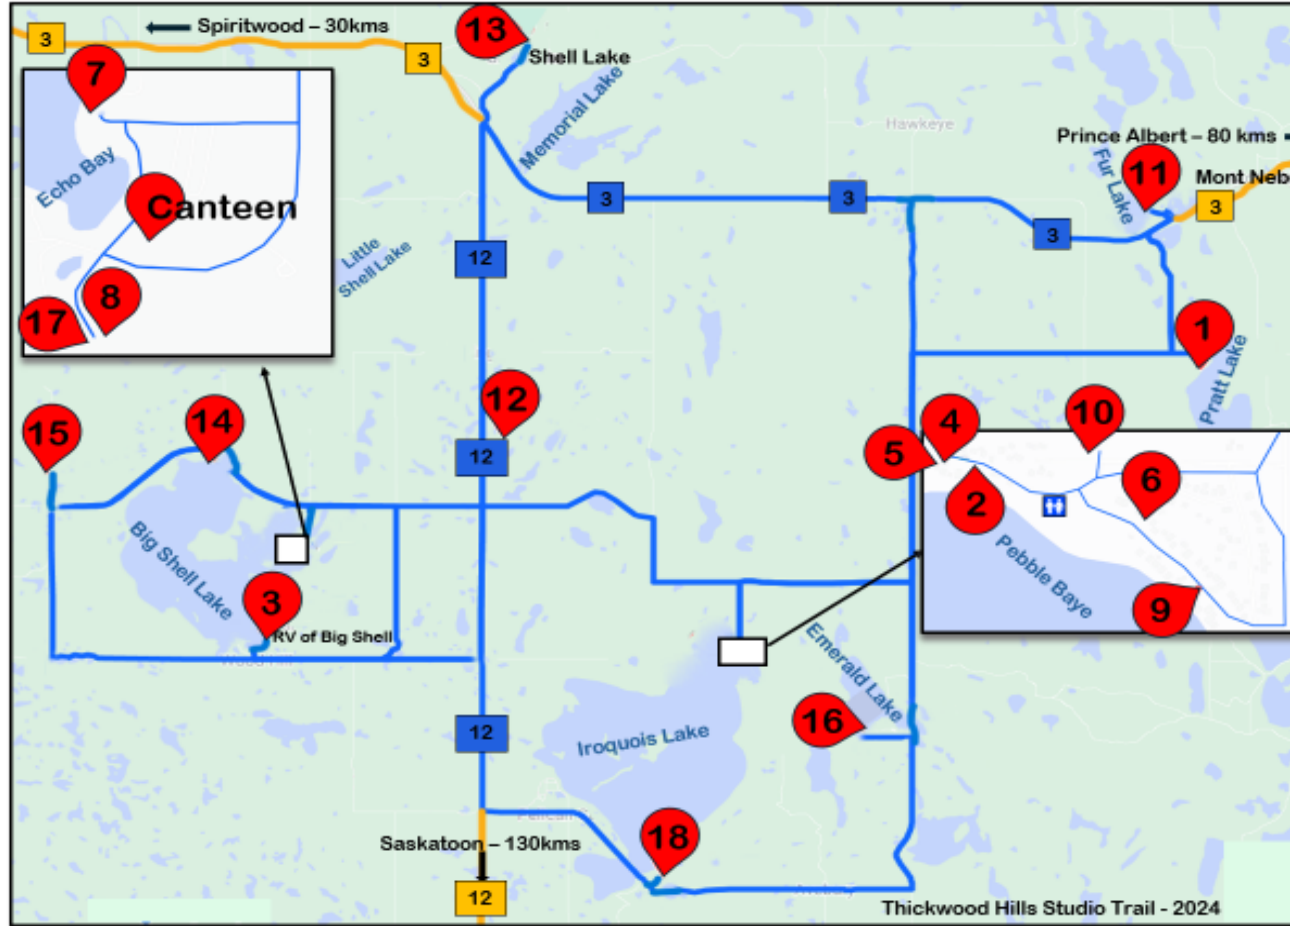 Spiritwood – 30kms
3
3
13
Shell Lake
7
Memorial Lake
Hawkeye
Prince Albert – 80 kms
Fur Lake
11
Mont Neb
3
Echo Bay
Canteen
3
3
3
12
Little
Shell Lake
8
17
1
Pratt Lake
12
12
15
14
10
4
5
2
6
Pebble Baye
9
Big Shell Lake
3
RV of Big Shell
Emerald Lake
16
12
Iroquois Lake
Pelican
18
Saskatoon – 130kms
12
Thickwood Hills Studio Trail - 2024